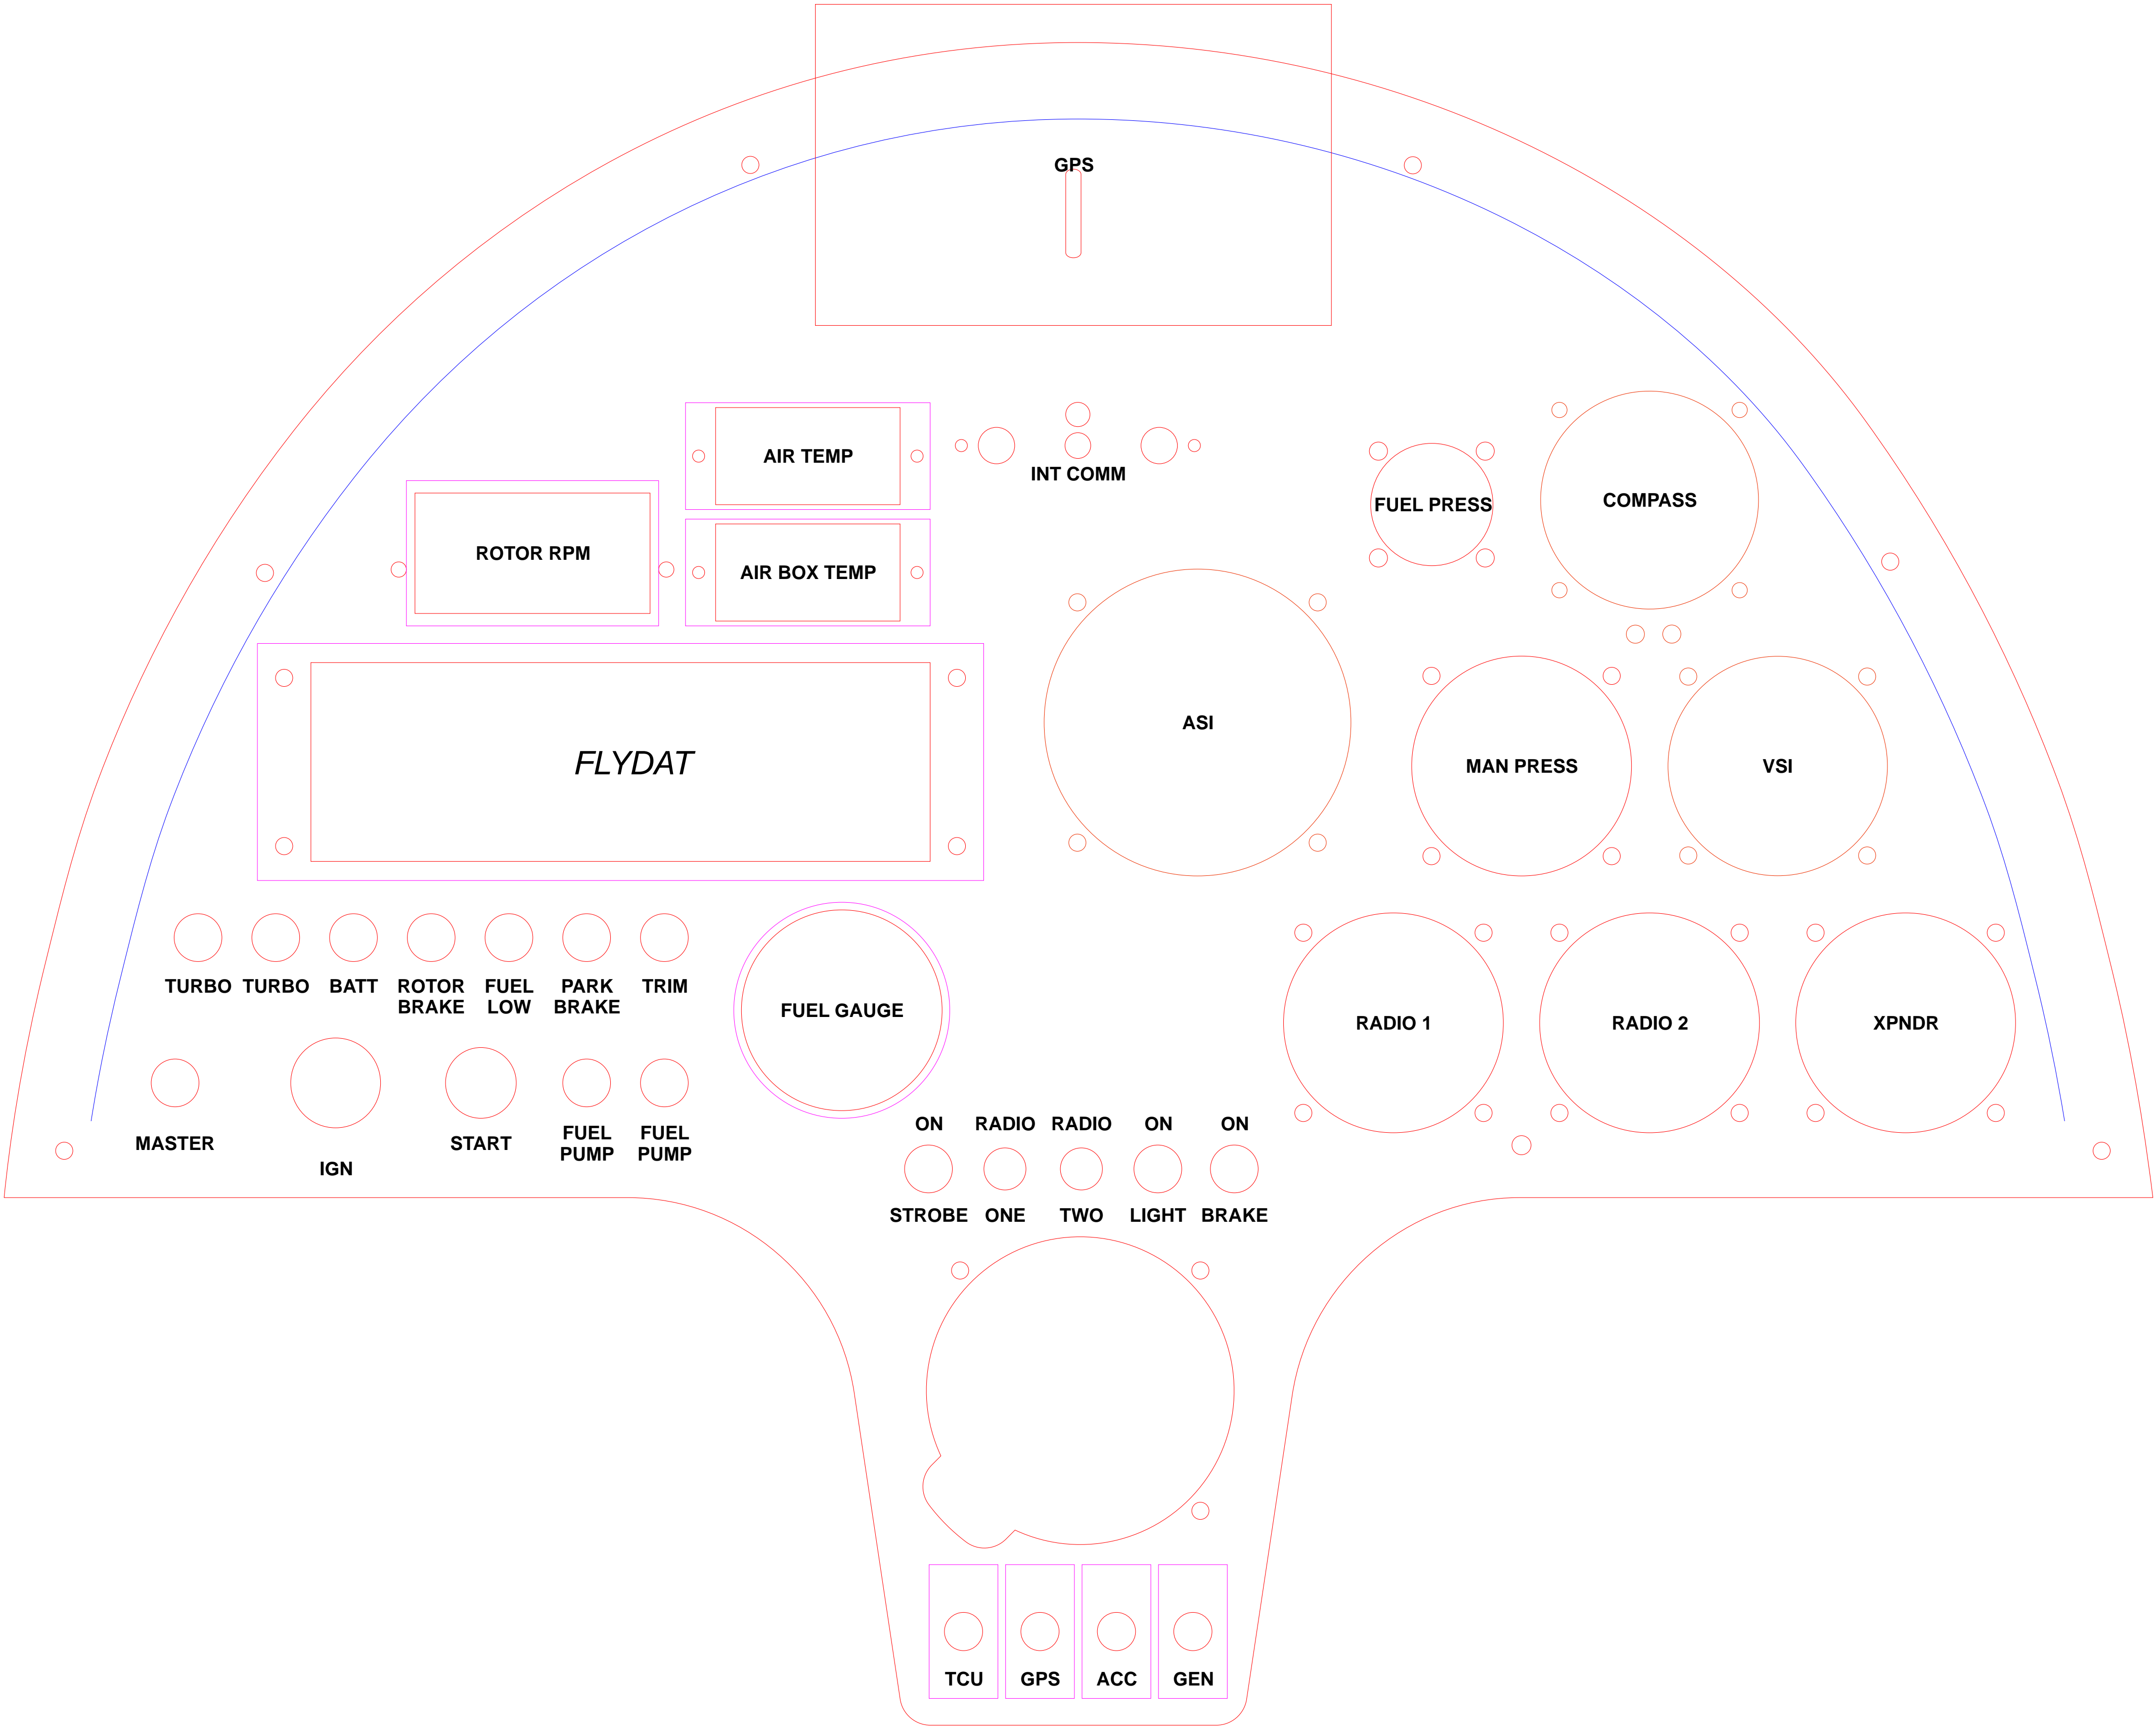 GPS
AIR TEMP
INT COMM
FUEL PRESS
COMPASS
ROTOR RPM
AIR BOX TEMP
FLYDAT
ASI
MAN PRESS
VSI
TURBO
TURBO
BATT
ROTOR
BRAKE
FUEL
LOW
PARK
BRAKE
TRIM
FUEL GAUGE
RADIO 1
RADIO 2
XPNDR
MASTER
IGN
START
FUEL
PUMP
FUEL
PUMP
ON
RADIO
RADIO
ON
ON
STROBE
ONE
TWO
LIGHT
BRAKE
TCU
GPS
ACC
GEN